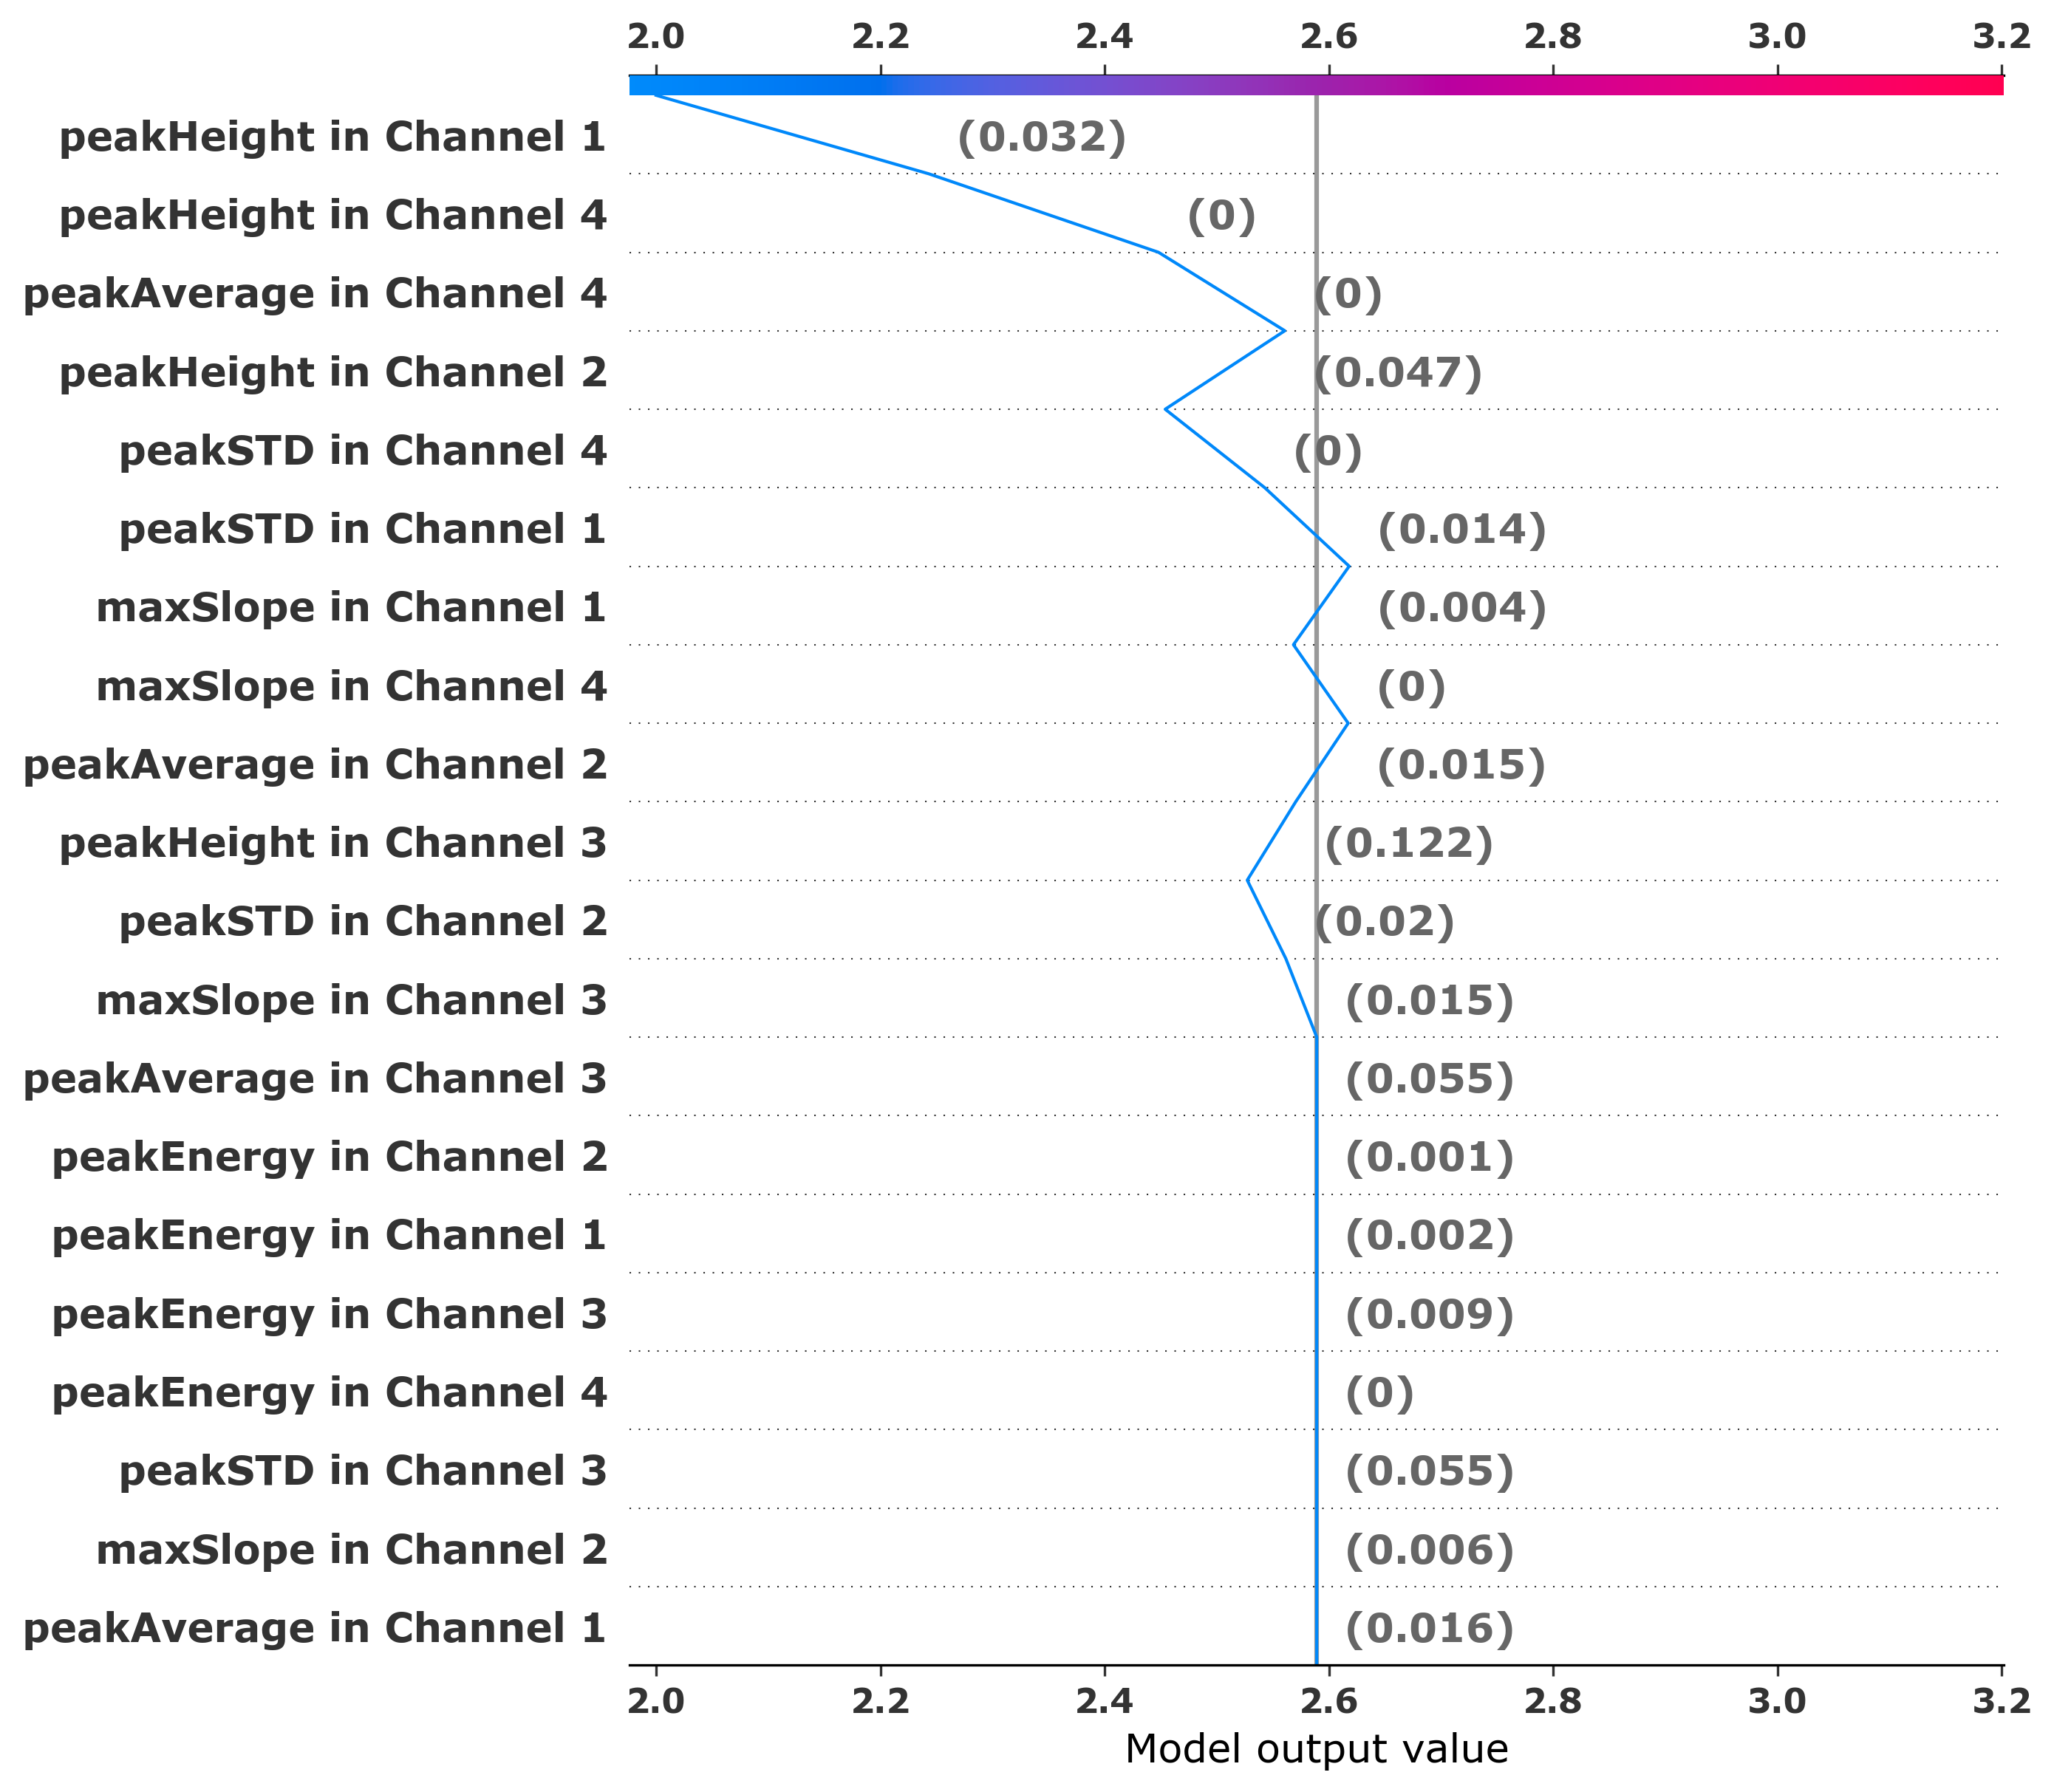 2.0 2.2 2.4 2.6 2.8 3.0 3.2
peakHeight in Channel 1 (0.032)
peakHeight in Channel 4 (0)
peakAverage in Channel 4 (0)
peakHeight in Channel 2 (0.047)
peakSTD in Channel 4 (0)
peakSTD in Channel 1 (0.014)
maxSlope in Channel 1 (0.004)
maxSlope in Channel 4 (0)
peakAverage in Channel 2 (0.015)
peakHeight in Channel 3 (0.122)
peakSTD in Channel 2 (0.02)
maxSlope in Channel 3 (0.015)
peakAverage in Channel 3 (0.055)
peakEnergy in Channel 2 (0.001)
peakEnergy in Channel 1 (0.002)
peakEnergy in Channel 3 (0.009)
peakEnergy in Channel 4 (0)
peakSTD in Channel 3 (0.055)
maxSlope in Channel 2 (0.006)
peakAverage in Channel 1 (0.016)
2.0 2.2 2.4 2.6 2.8 3.0 3.2
Model output value